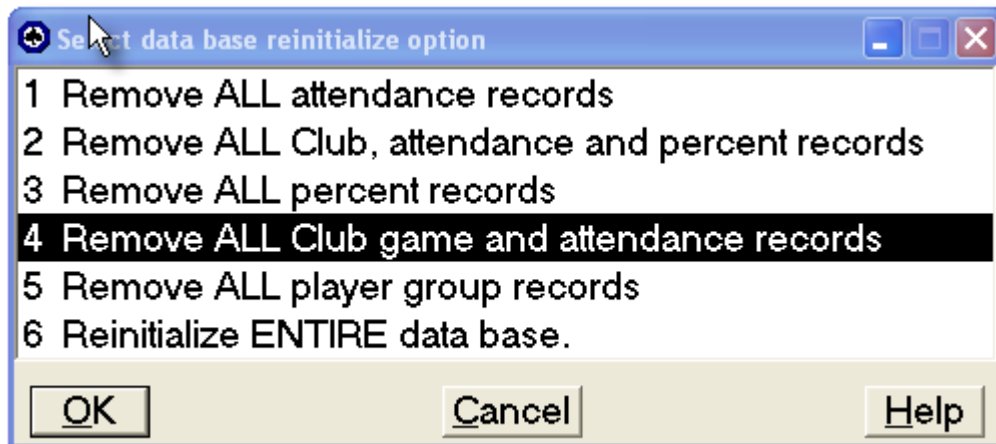 Select data base reinitialize option
1 Remove ALL attendance records
2 Remove ALL Club, attendance and percent records
3 Remove ALL percent records
4 Remove ALL Club game and attendance records
5 Remove ALL player group records
6 Reinitialize ENTIRE data base.
OK Cancel Help